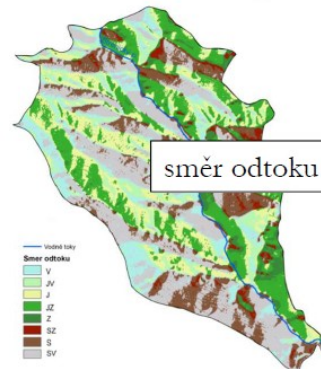 směr odtoku
Vodné toky
Smer odtoku
V
JV
J
JZ
Z
SZ
S
SV